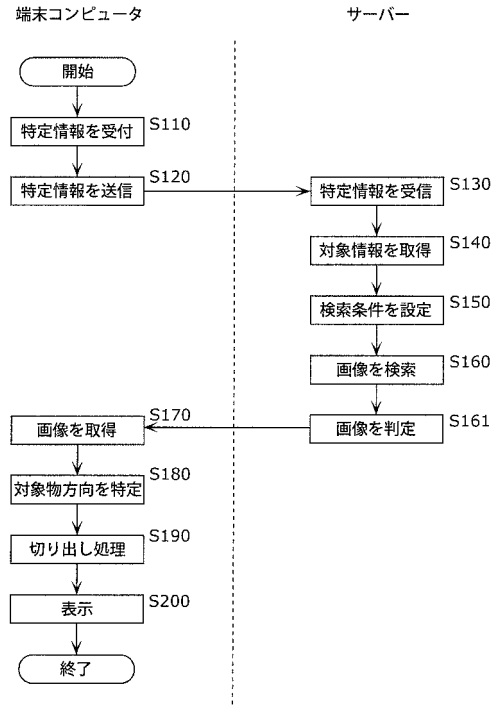 端末コンピュータ
サーバー
開始
特定情報を受付 S110
特定情報を送信 S120
特定情報を受信 S130
対象情報を取得 S140
検索条件を設定 S150
画像を検索 S160
画像を判定 S161
画像を取得 S170
対象物方向を特定 S180
切り出し処理 S190
表示 S200
終了